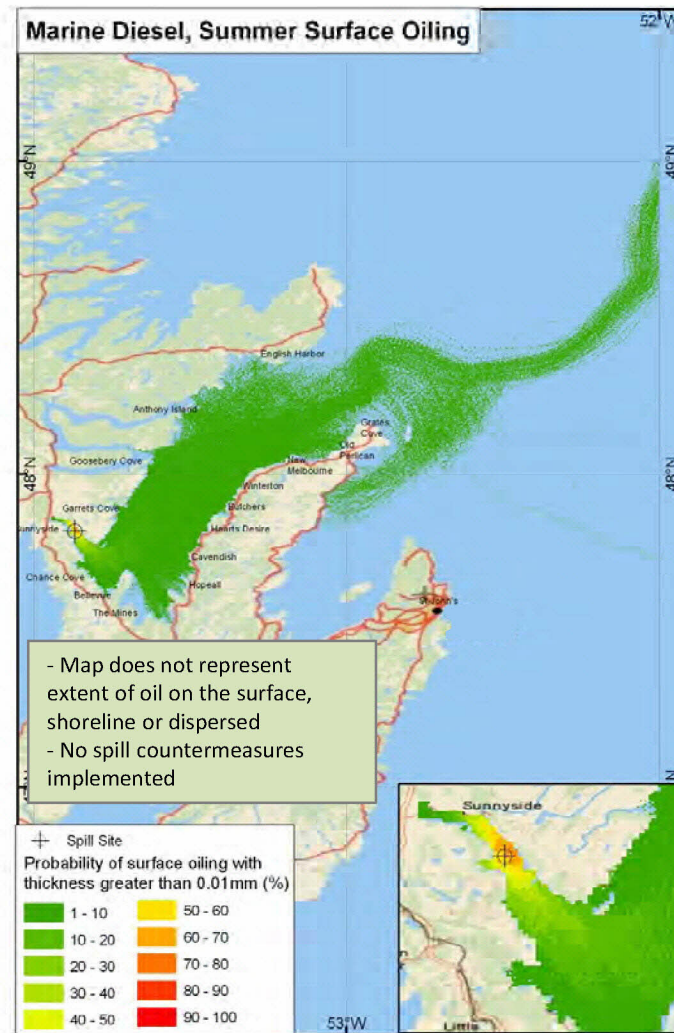 Marine Diesel, Summer Surface Oiling
52°W
49°N
49°N
English Harbor
Anthony Island
Grates
Cove
Old
Perlican
Goosebery Cove
New
Melbourne
48°N
48°N
Winterton
Garrets Cove
Butchers
Sunnyside
Hearts Desire
Cavendish
Chance Cove
Hopeall
Bellevue
The Mines
St John's
- Map does not represent
extent of oil on the surface,
shoreline or dispersed
- No spill countermeasures
implemented
N
Sunnyside
Spill Site
Probability of surface oiling with
thickness greater than 0.01mm (%)
1 - 10
50 - 60
10 - 20
60 - 70
20 - 30
70 - 80
30 - 40
80 - 90
40 - 50
90 - 100
53°W
Little